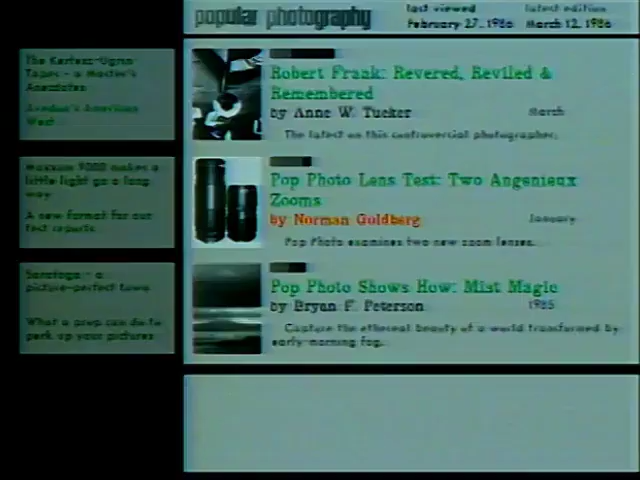 popular photography
last viewed
February 27, 1986
latest edition
March 12, 1986
The Kertesz-Ugrin
Tapes - a Master's
Anecdotes
Avedon's American
West
Robert Frank: Revered, Reviled &
Remembered
by Anne W. Tucker
March
The latest on this controversial photographer.
Maxxum 9000 makes a
little light go a long
way
A new format for our
test reports
Pop Photo Lens Test: Two Angenieux
Zooms
by Norman Goldberg
January
Pop Photo examines two new zoom lenses.
Saratoga - a
picture-perfect town
What a prop can do to
perk up your pictures
Pop Photo Shows How: Mist Magic
by Bryan F. Peterson
1985
Capture the ethereal beauty of a world transformed by
early-morning fog.